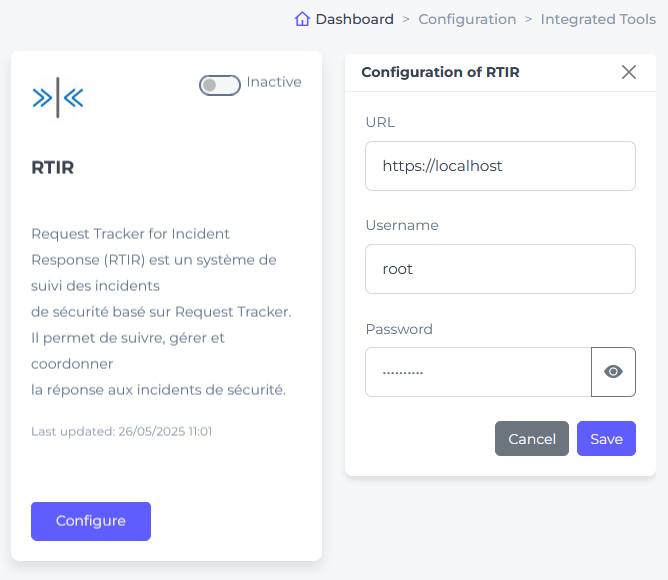 Dashboard > Configuration > Integrated Tools
Inactive
RTIR
Request Tracker for Incident
Response (RTIR) est un système de
suivi des incidents
de sécurité basé sur Request Tracker.
Il permet de suivre, gérer et
coordonner
la réponse aux incidents de sécurité.
Last updated: 26/05/2025 11:01
Configure
Configuration of RTIR
URL
https://localhost
Username
root
Password
••••••••••
Cancel
Save